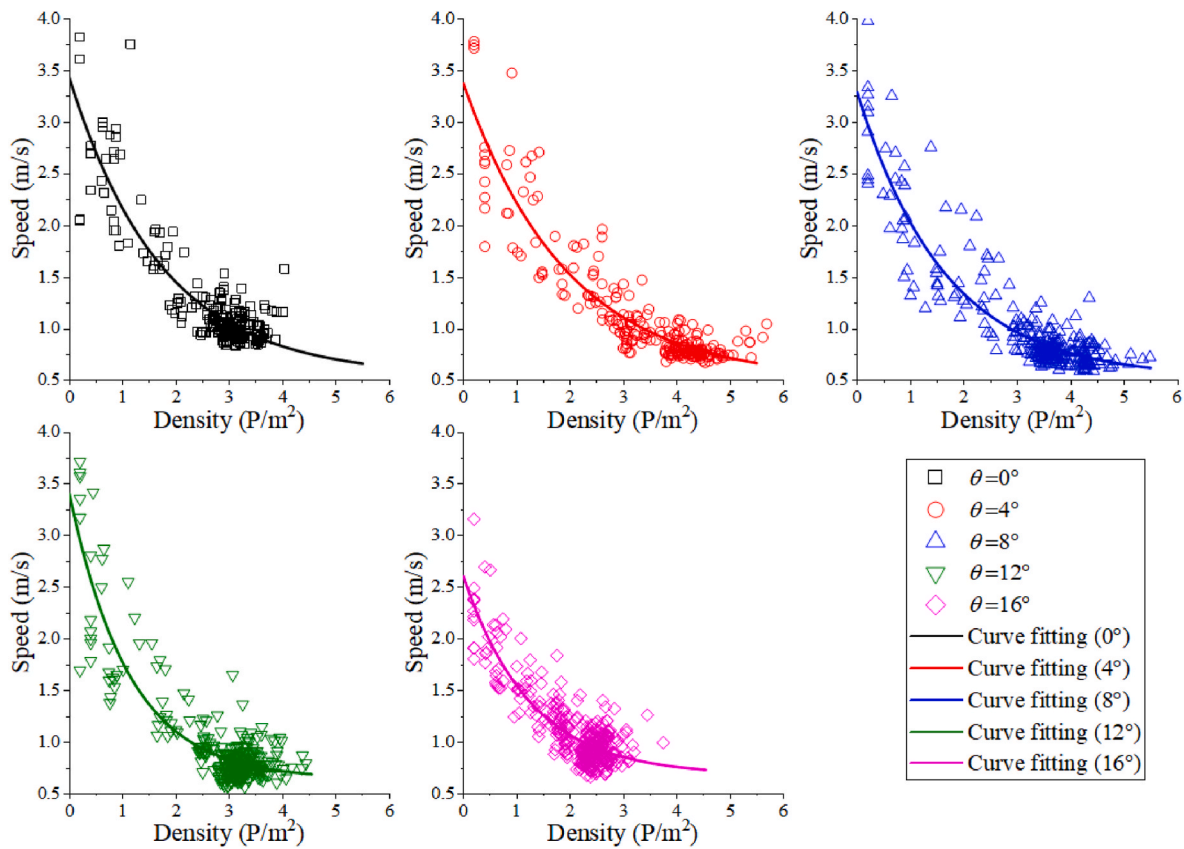 4.0
3.5
3.0
2.5
2.0
1.5
1.0
0.5
Speed (m/s)
0 1 2 3 4 5 6
Density (P/m²)
4.0
3.5
3.0
2.5
2.0
1.5
1.0
0.5
Speed (m/s)
0 1 2 3 4 5 6
Density (P/m²)
4.0
3.5
3.0
2.5
2.0
1.5
1.0
0.5
Speed (m/s)
0 1 2 3 4 5 6
Density (P/m²)
4.0
3.5
3.0
2.5
2.0
1.5
1.0
0.5
Speed (m/s)
0 1 2 3 4 5 6
Density (P/m²)
4.0
3.5
3.0
2.5
2.0
1.5
1.0
0.5
Speed (m/s)
0 1 2 3 4 5 6
Density (P/m²)
θ=0°
θ=4°
θ=8°
θ=12°
θ=16°
Curve fitting (0°)
Curve fitting (4°)
Curve fitting (8°)
Curve fitting (12°)
Curve fitting (16°)